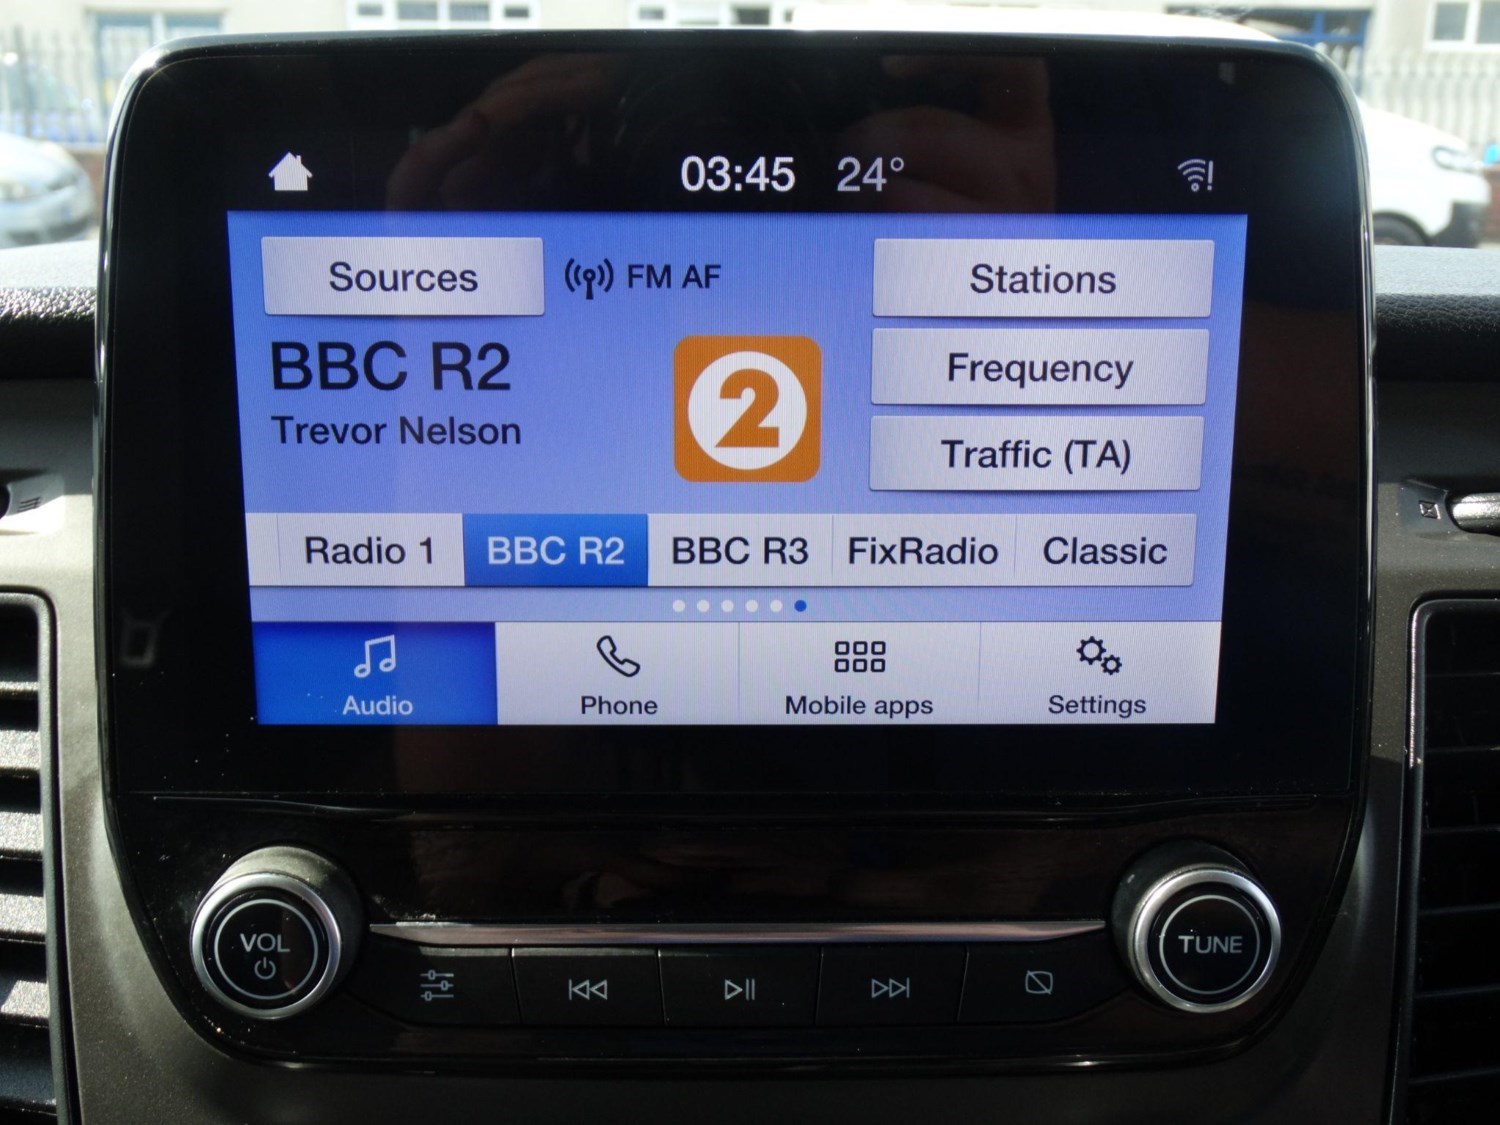 03:45 24°
Sources FM AF Stations
BBC R2
Trevor Nelson
2
Frequency
Traffic (TA)
Radio 1 BBC R2 BBC R3 FixRadio Classic
Audio Phone Mobile apps Settings
VOL TUNE